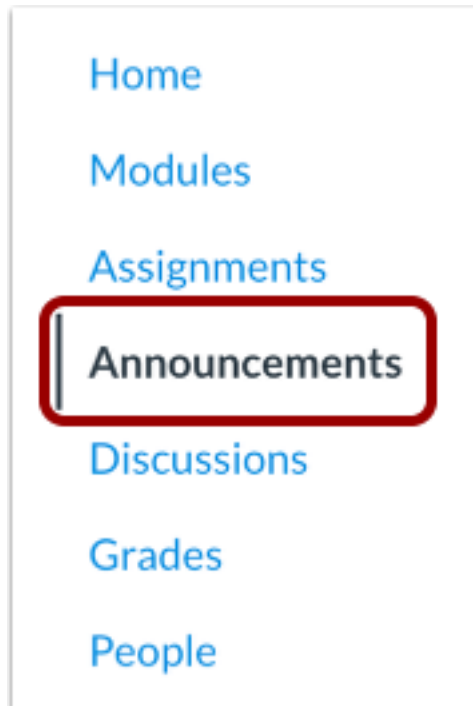 Home
Modules
Assignments
Announcements
Discussions
Grades
People